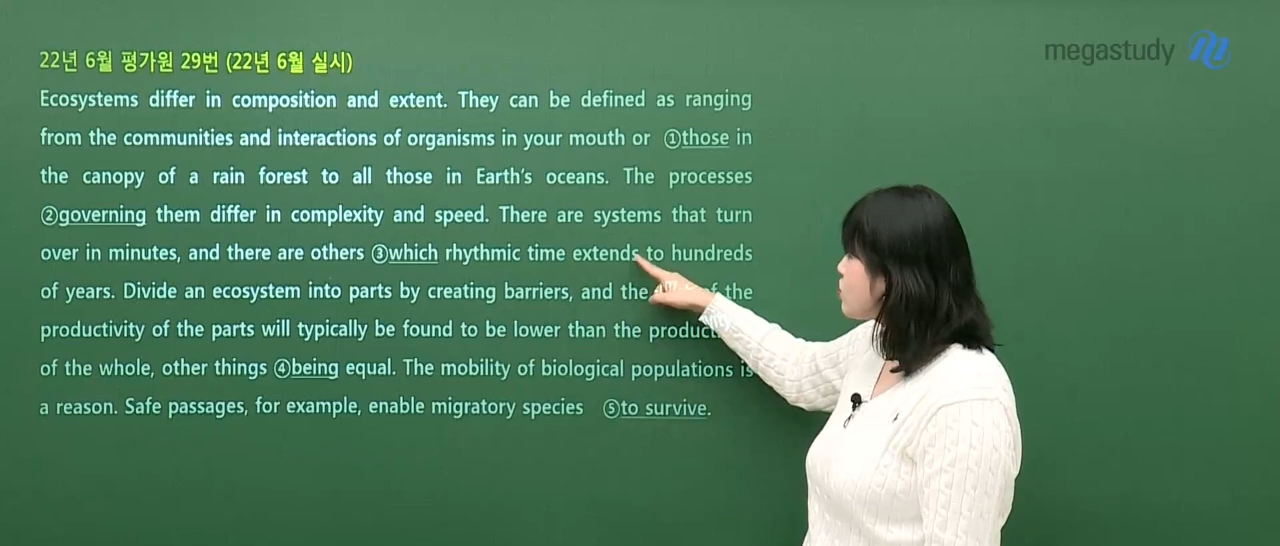 22년 6월 평가원 29번 (22년 6월 실시)
megastudy
Ecosystems differ in composition and extent. They can be defined as ranging
from the communities and interactions of organisms in your mouth or ①those in
the canopy of a rain forest to all those in Earth's oceans. The processes
②governing them differ in complexity and speed. There are systems that turn
over in minutes, and there are others ③which rhythmic time extends to hundreds
of years. Divide an ecosystem into parts by creating barriers, and the of the
productivity of the parts will typically be found to be lower than the
of the whole, other things ④being equal. The mobility of biological populations is
a reason. Safe passages, for example, enable migratory species ⑤to survive.